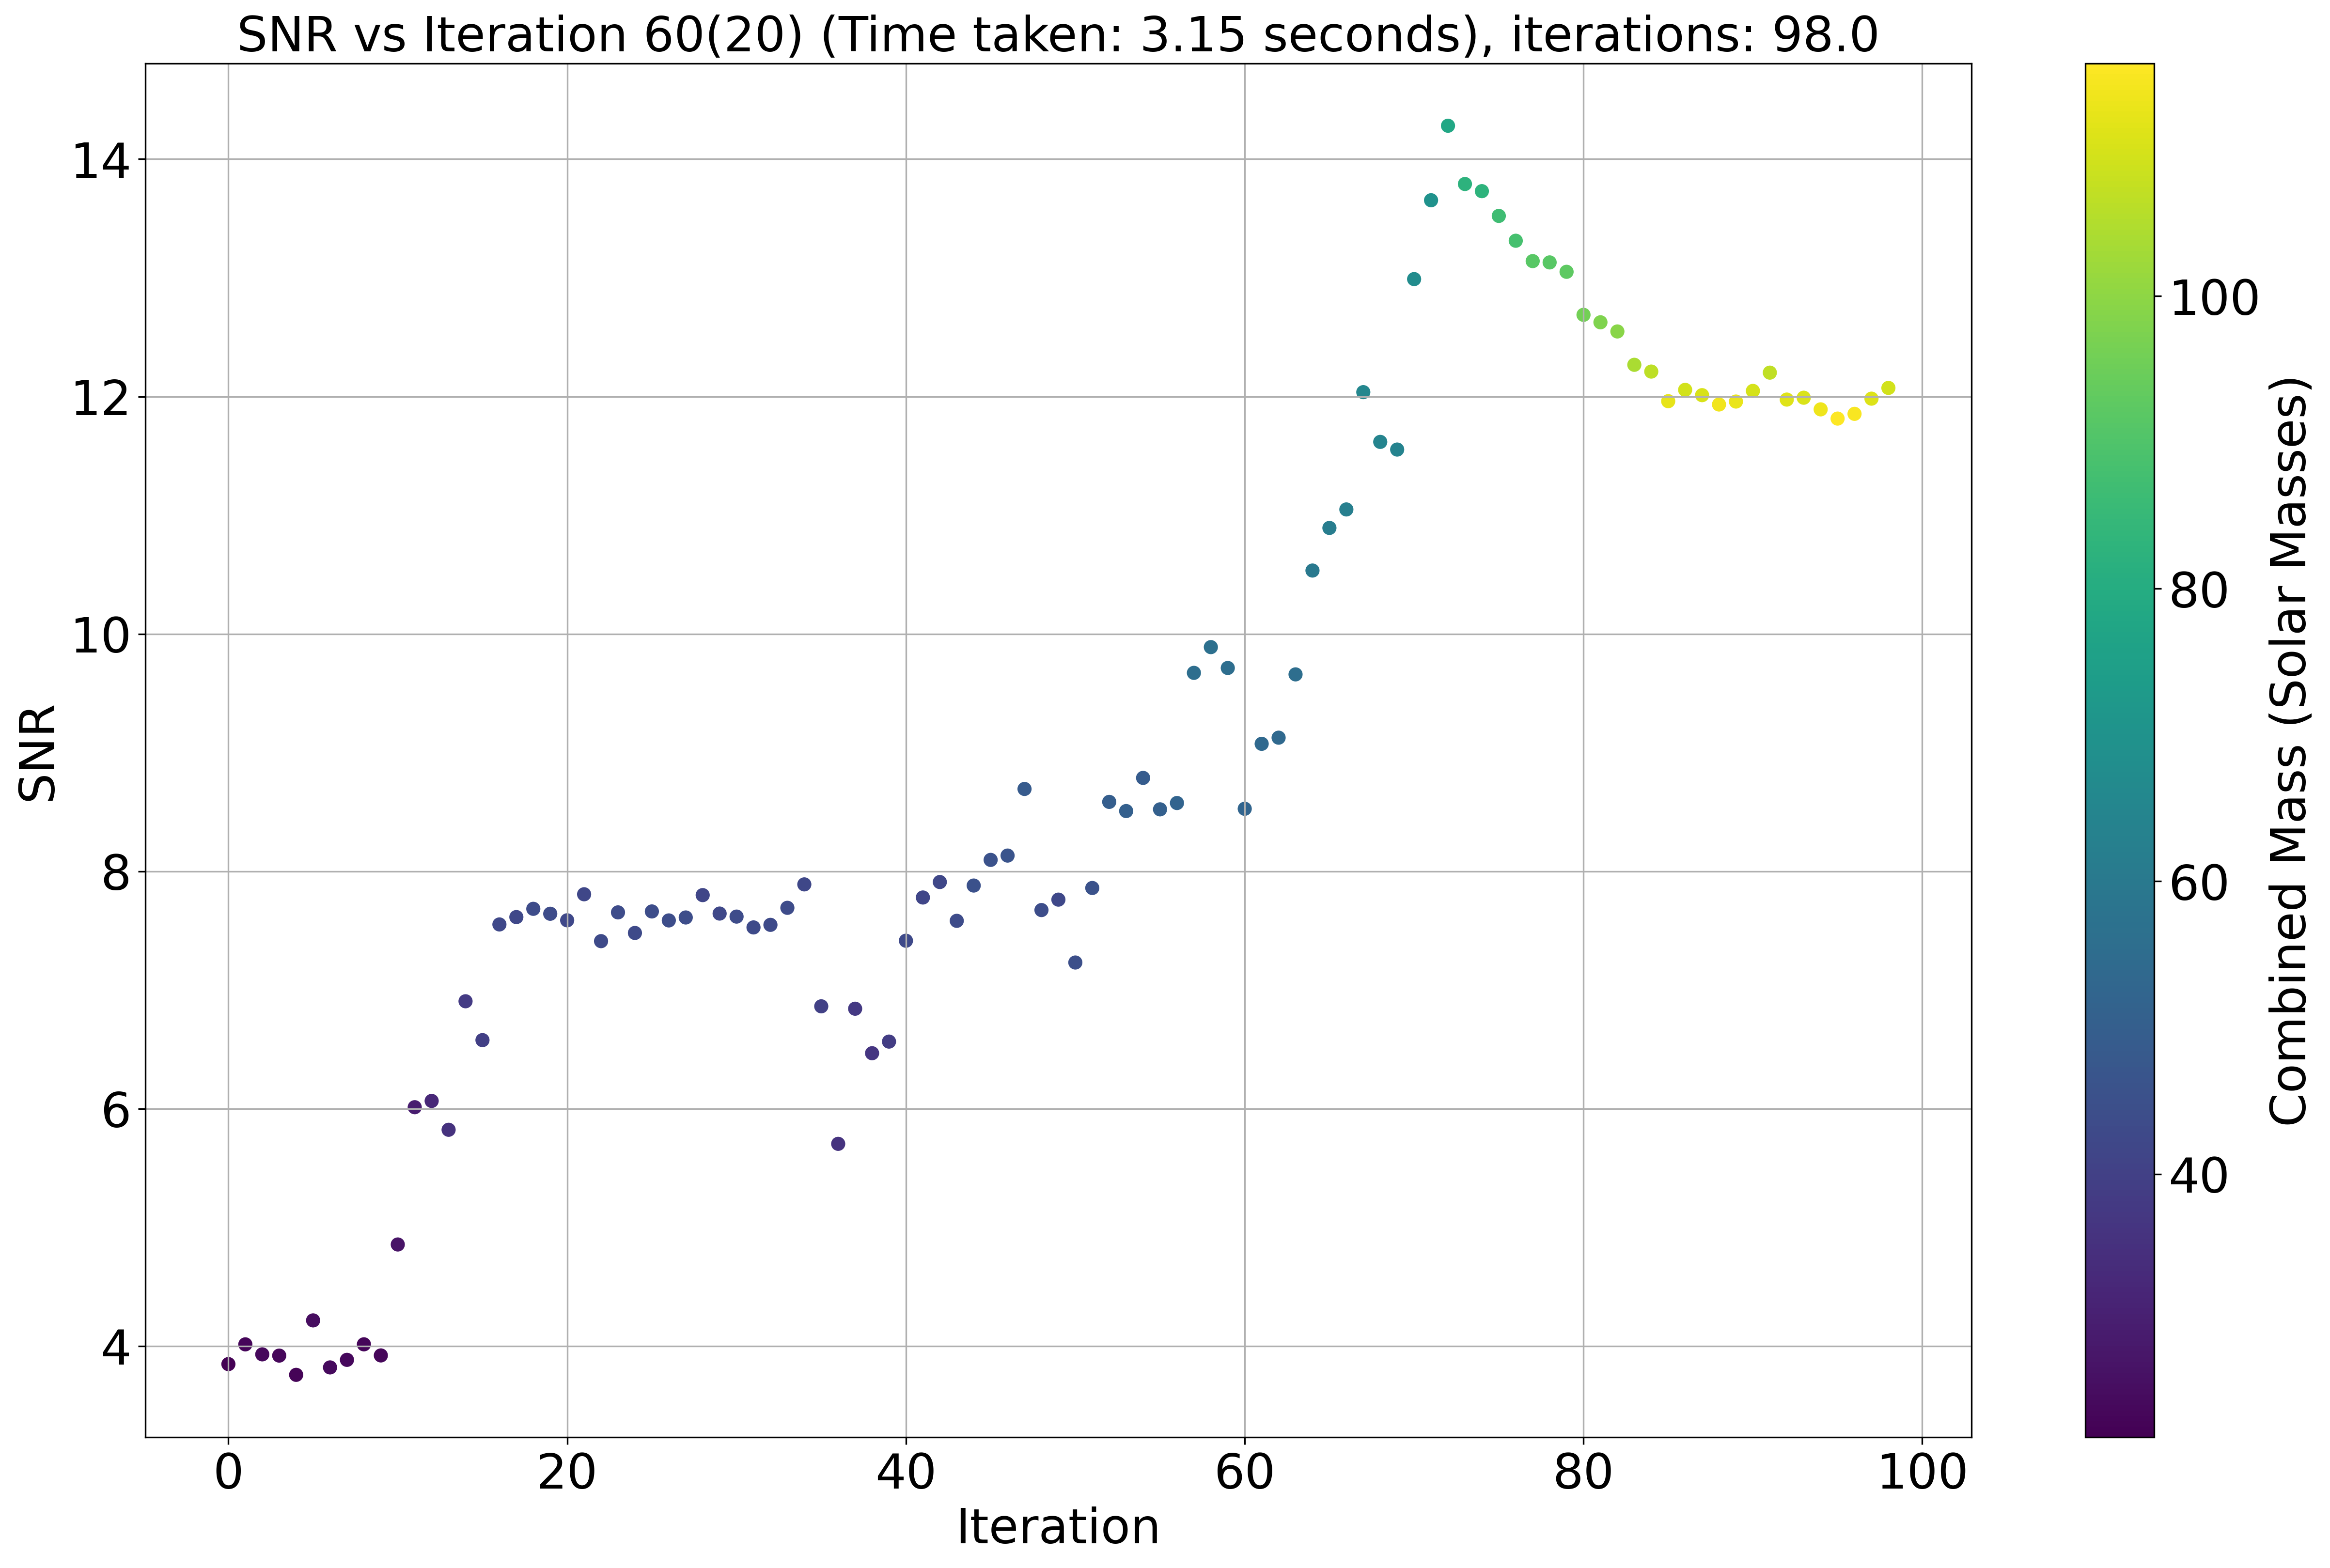 SNR vs Iteration 60(20) (Time taken: 3.15 seconds), iterations: 98.0
SNR
14
12
10
8
6
4
0 20 40 60 80 100
Iteration
100
80
60
40
Combined Mass (Solar Masses)